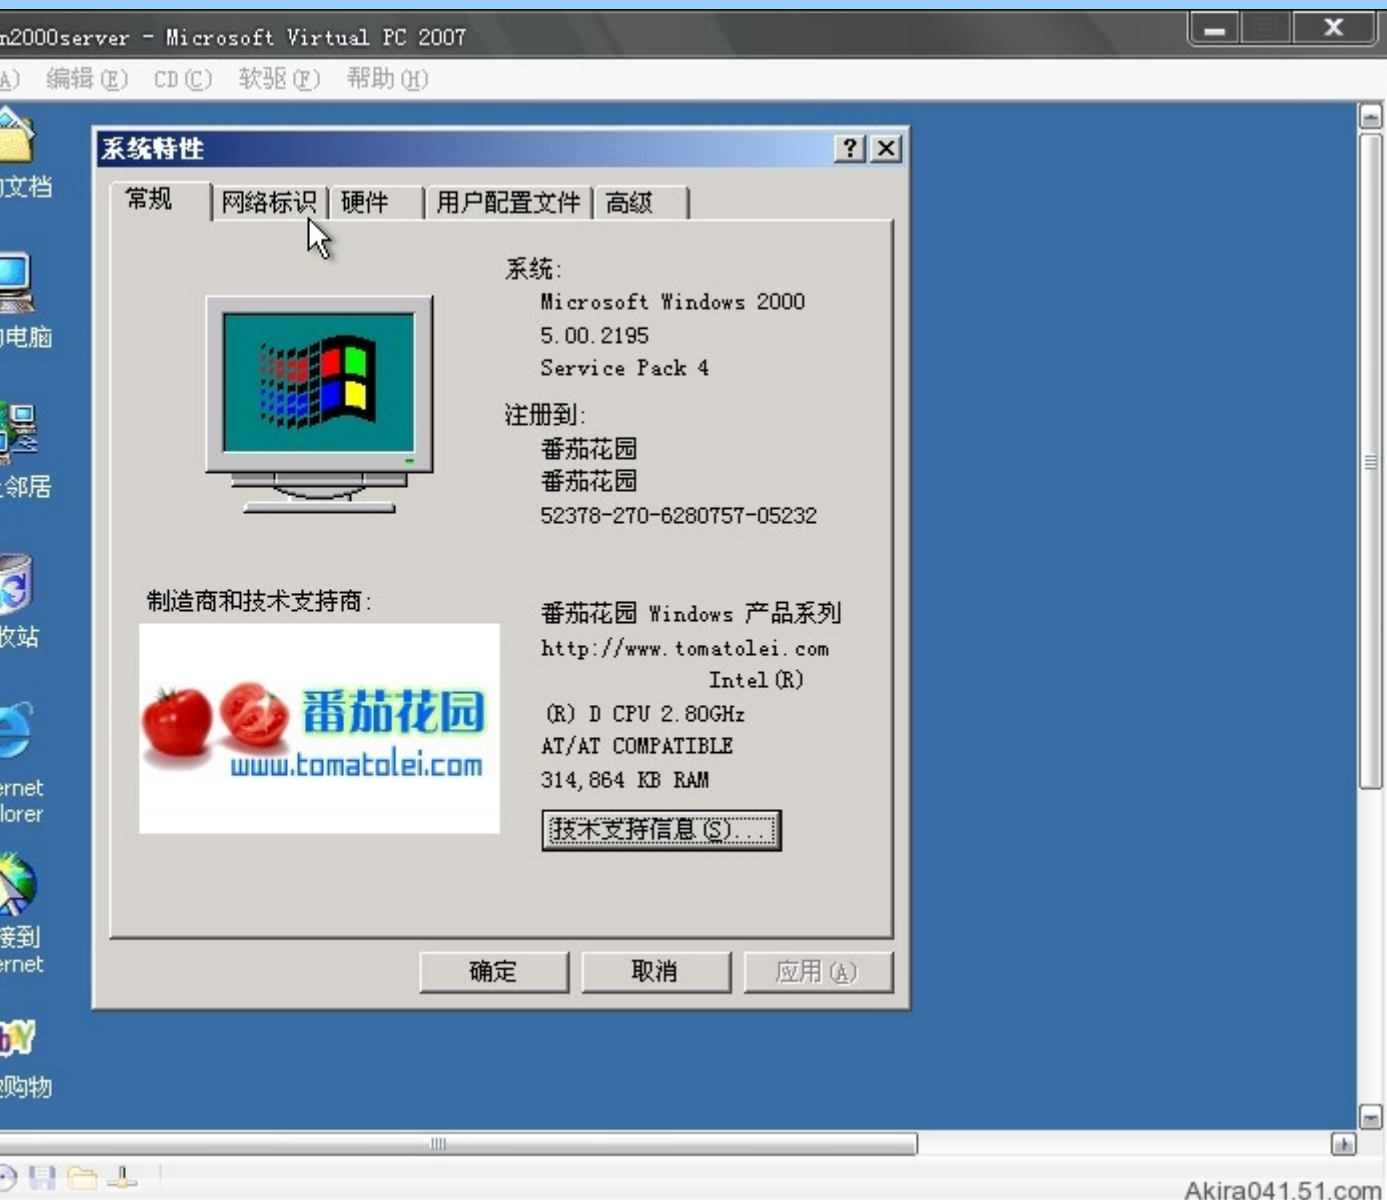 n2000server - Microsoft Virtual PC 2007
A) 编辑(E) CD(C) 软驱(F) 帮助(H)
文档
电脑
邻居
收站
ernet
lorer
接到
ernet
购物
系统特性
常规 网络标识 硬件 用户配置文件 高级
系统:
Microsoft Windows 2000
5.00.2195
Service Pack 4
注册到:
番茄花园
番茄花园
52378-270-6280757-05232
制造商和技术支持商:
番茄花园
www.tomatolei.com
番茄花园 Windows 产品系列
http://www.tomatolei.com
Intel(R)
(R) D CPU 2.80GHz
AT/AT COMPATIBLE
314,864 KB RAM
技术支持信息(S)...
确定 取消 应用(A)
Akira041.51.com